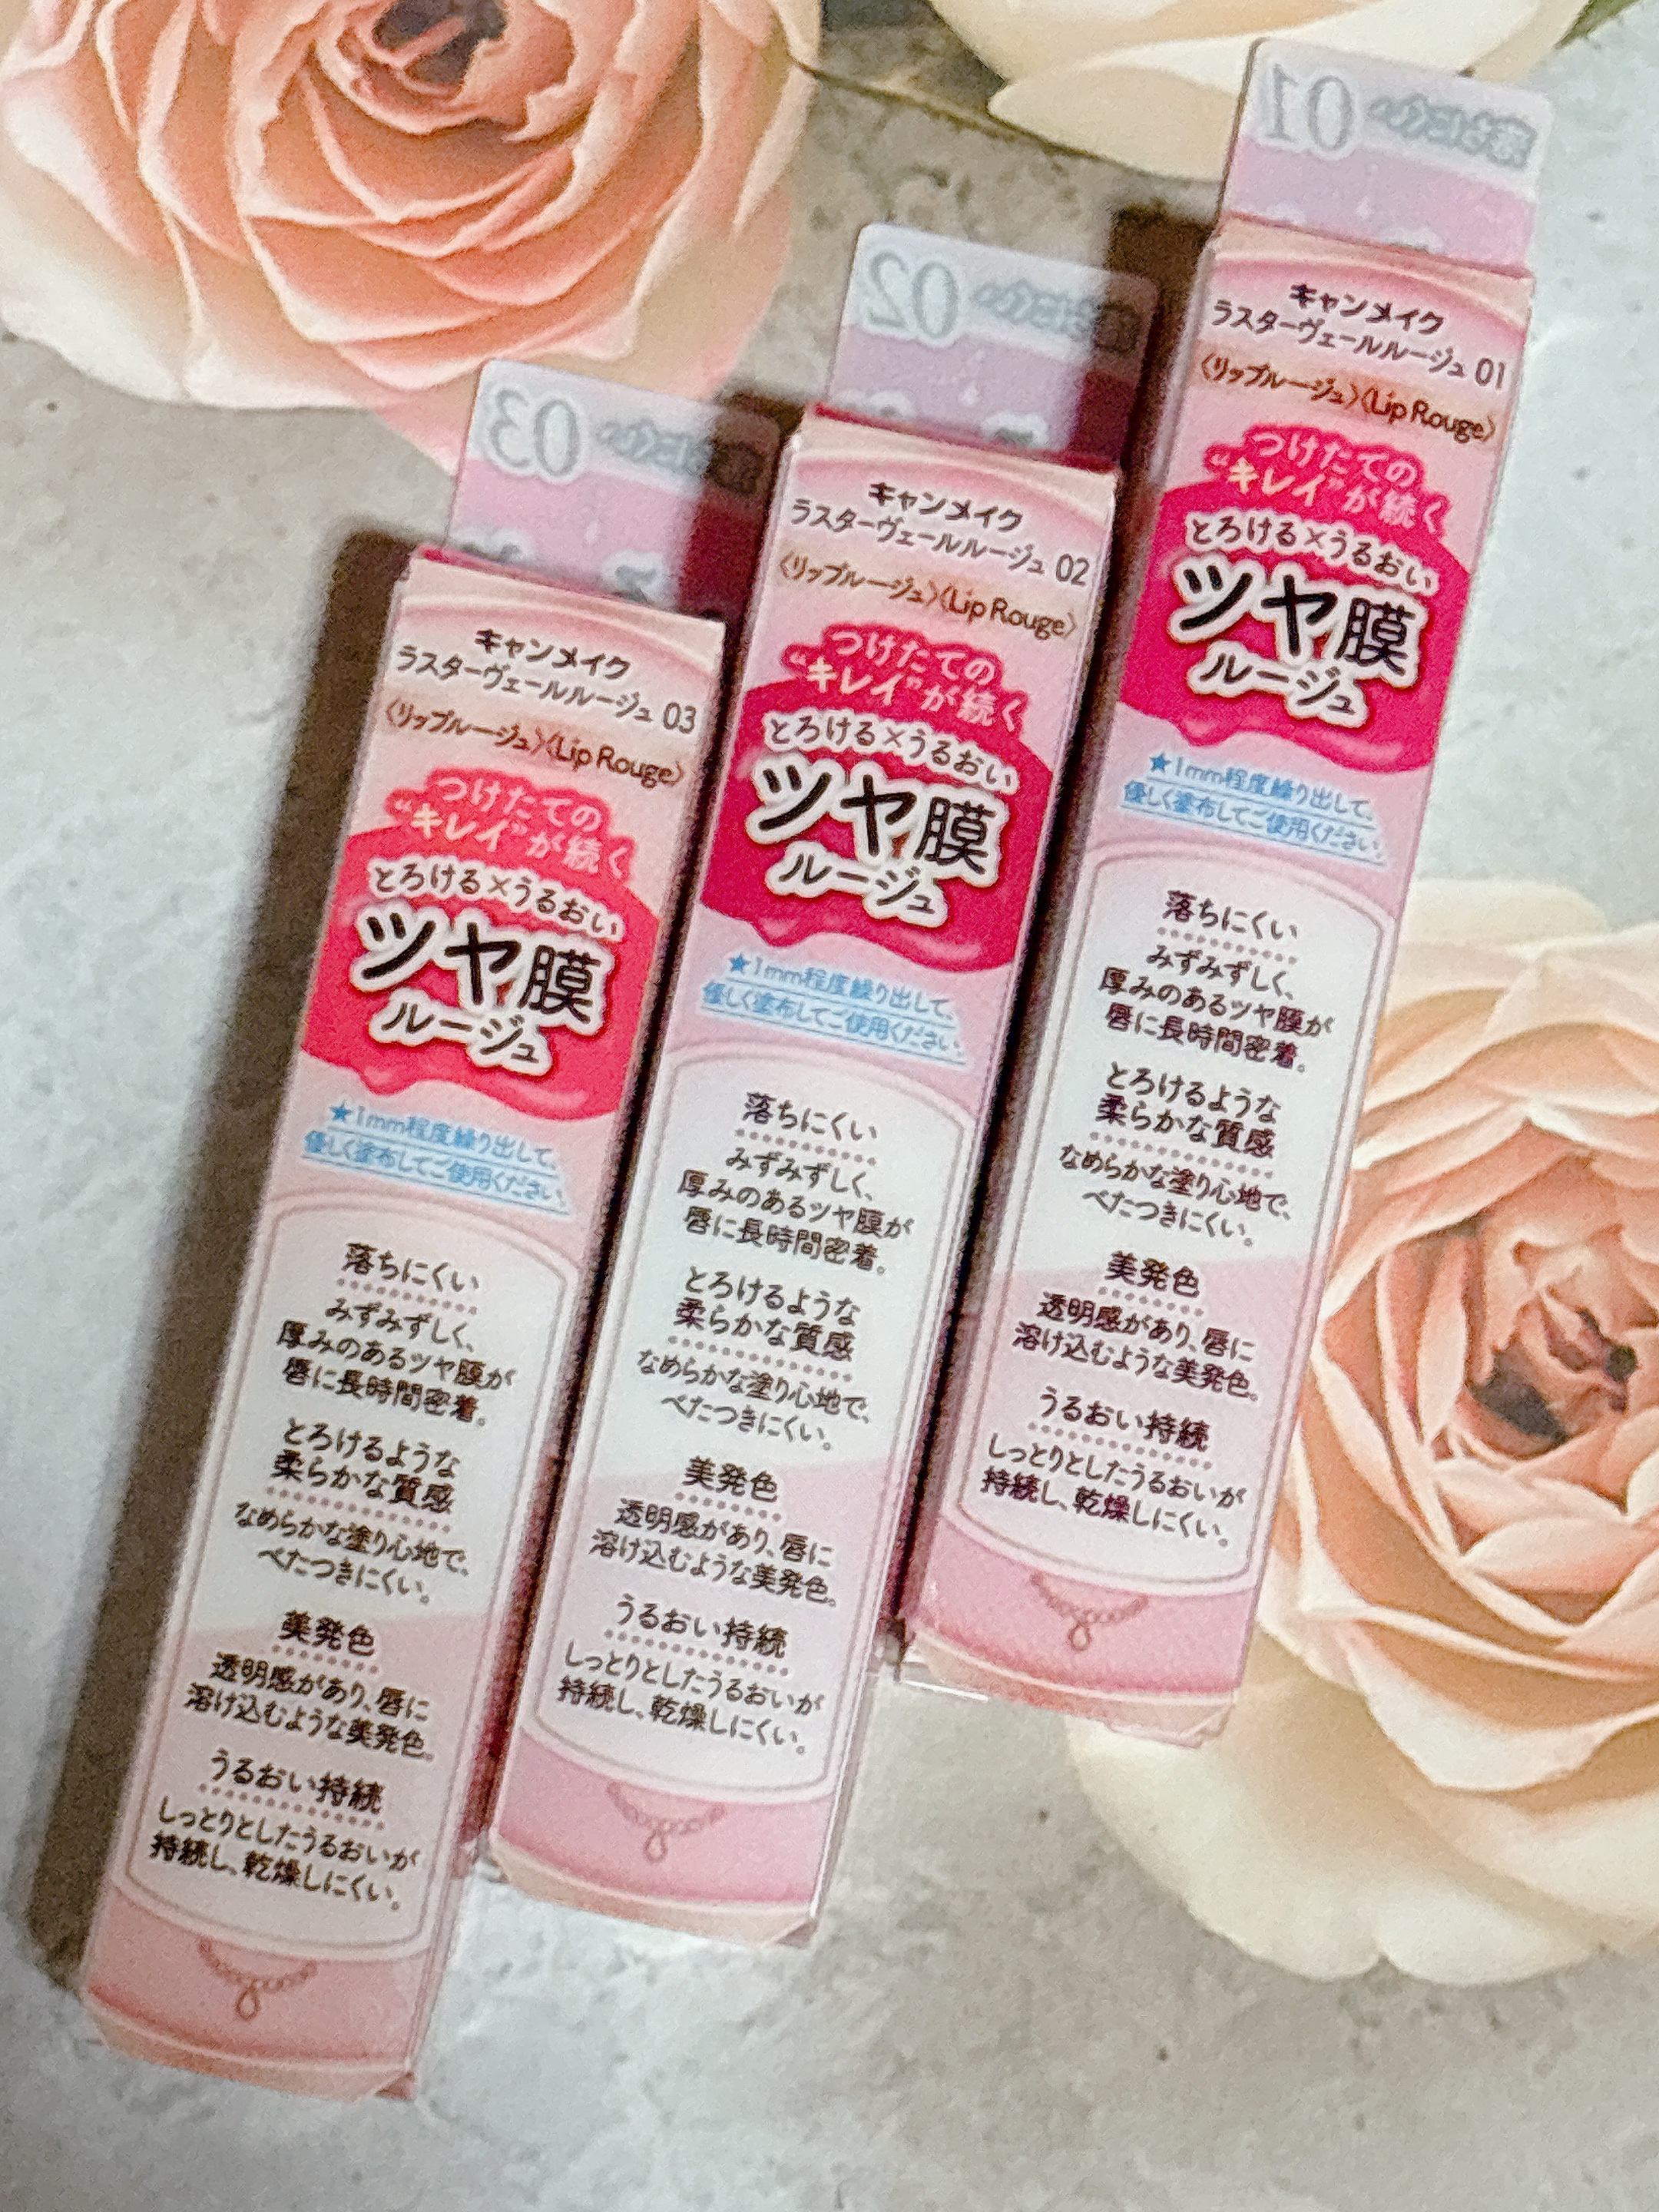 03
落ちにくい
キャンメイク
ラスターヴェールルージュ 03
〈リップルージュ〉〈Lip Rouge〉
つけたての
“キレイ”が続く
とろける×うるおい
ツヤ膜
ルージュ
★1mm程度繰り出して、
優しく塗布してご使用ください。
落ちにくい
みずみずしく、
厚みのあるツヤ膜が
唇に長時間密着。
とろけるような
柔らかな質感
なめらかな塗り心地で、
べたつきにくい。
美発色
透明感があり、唇に
溶け込むような美発色。
うるおい持続
しっとりとしたうるおいが
持続し、乾燥しにくい。
02
落ちにくい
キャンメイク
ラスターヴェールルージュ 02
〈リップルージュ〉〈Lip Rouge〉
つけたての
“キレイ”が続く
とろける×うるおい
ツヤ膜
ルージュ
★1mm程度繰り出して、
優しく塗布してご使用ください。
落ちにくい
みずみずしく、
厚みのあるツヤ膜が
唇に長時間密着。
とろけるような
柔らかな質感
なめらかな塗り心地で、
べたつきにくい。
美発色
透明感があり、唇に
溶け込むような美発色。
うるおい持続
しっとりとしたうるおいが
持続し、乾燥しにくい。
01
落ちにくい
キャンメイク
ラスターヴェールルージュ 01
〈リップルージュ〉〈Lip Rouge〉
つけたての
“キレイ”が続く
とろける×うるおい
ツヤ膜
ルージュ
★1mm程度繰り出して、
優しく塗布してご使用ください。
落ちにくい
みずみずしく、
厚みのあるツヤ膜が
唇に長時間密着。
とろけるような
柔らかな質感
なめらかな塗り心地で、
べたつきにくい。
美発色
透明感があり、唇に
溶け込むような美発色。
うるおい持続
しっとりとしたうるおいが
持続し、乾燥しにくい。